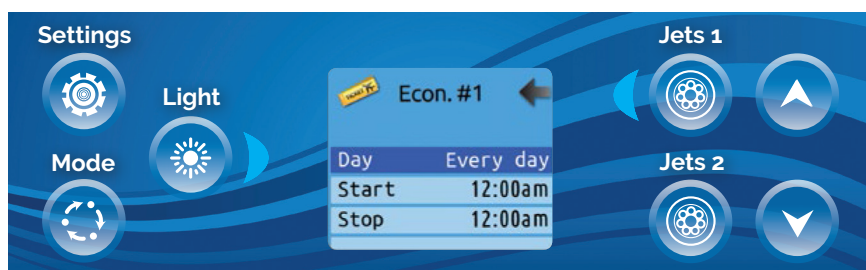 Settings
Light
Mode
Econ. #1
Day Every day
Start 12:00am
Stop 12:00am
Jets 1
Jets 2